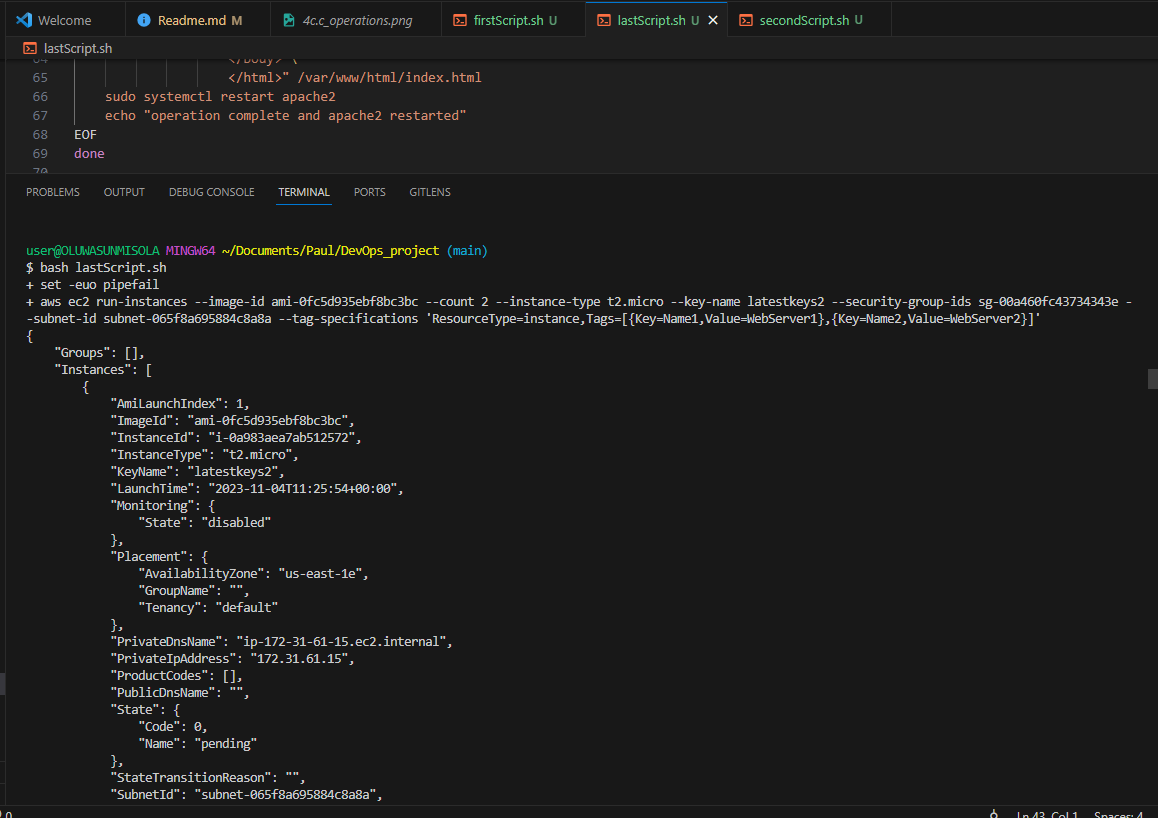 Welcome
Readme.md M
4c.c_operations.png
firstScript.sh U
lastScript.sh U
secondScript.sh U
lastScript.sh
64 </body> \
65 </html>" /var/www/html/index.html
66 sudo systemctl restart apache2
67 echo "operation complete and apache2 restarted"
68 EOF
69 done
70
PROBLEMS OUTPUT DEBUG CONSOLE TERMINAL PORTS GITLENS
user@OLUWASUNMISOLA MINGW64 ~/Documents/Paul/DevOps_project (main)
$ bash lastScript.sh
+ set -euo pipefail
+ aws ec2 run-instances --image-id ami-0fc5d935ebf8bc3bc --count 2 --instance-type t2.micro --key-name latestkeys2 --security-group-ids sg-00a460fc43734343e -
-subnet-id subnet-065f8a695884c8a8a --tag-specifications 'ResourceType=instance,Tags=[{Key=Name1,Value=WebServer1},{Key=Name2,Value=WebServer2}]'
{
"Groups": [],
"Instances": [
{
"AmiLaunchIndex": 1,
"ImageId": "ami-0fc5d935ebf8bc3bc",
"InstanceId": "i-0a983aea7ab512572",
"InstanceType": "t2.micro",
"KeyName": "latestkeys2",
"LaunchTime": "2023-11-04T11:25:54+00:00",
"Monitoring": {
"State": "disabled"
},
"Placement": {
"AvailabilityZone": "us-east-1e",
"GroupName": "",
"Tenancy": "default"
},
"PrivateDnsName": "ip-172-31-61-15.ec2.internal",
"PrivateIpAddress": "172.31.61.15",
"ProductCodes": [],
"PublicDnsName": "",
"State": {
"Code": 0,
"Name": "pending"
},
"StateTransitionReason": "",
"SubnetId": "subnet-065f8a695884c8a8a",
0 Ln 43, Col 1 Spaces: 4